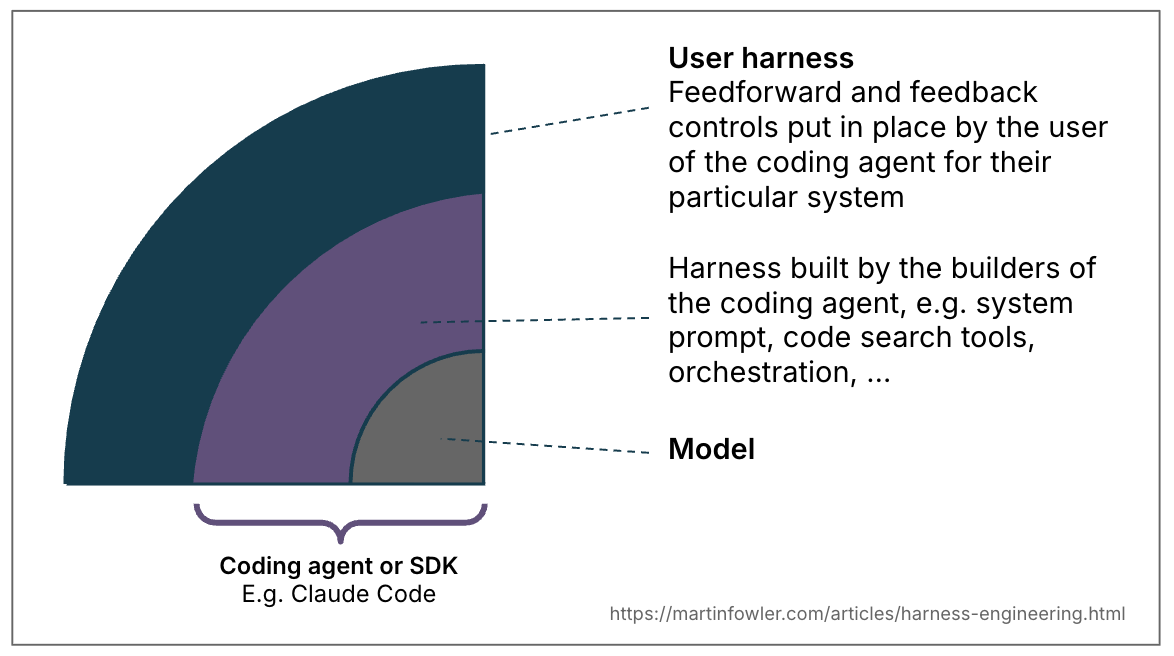 User harness
Feedforward and feedback
controls put in place by the user
of the coding agent for their
particular system
Harness built by the builders of
the coding agent, e.g. system
prompt, code search tools,
orchestration, ...
Model
Coding agent or SDK
E.g. Claude Code
https://martinfowler.com/articles/harness-engineering.html